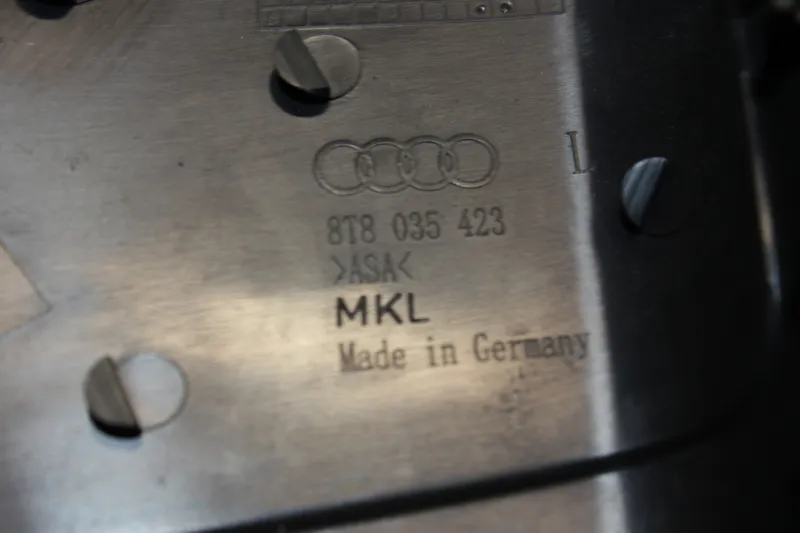 L
8T8 035 423
>ASA<
MKL
Made in Germany